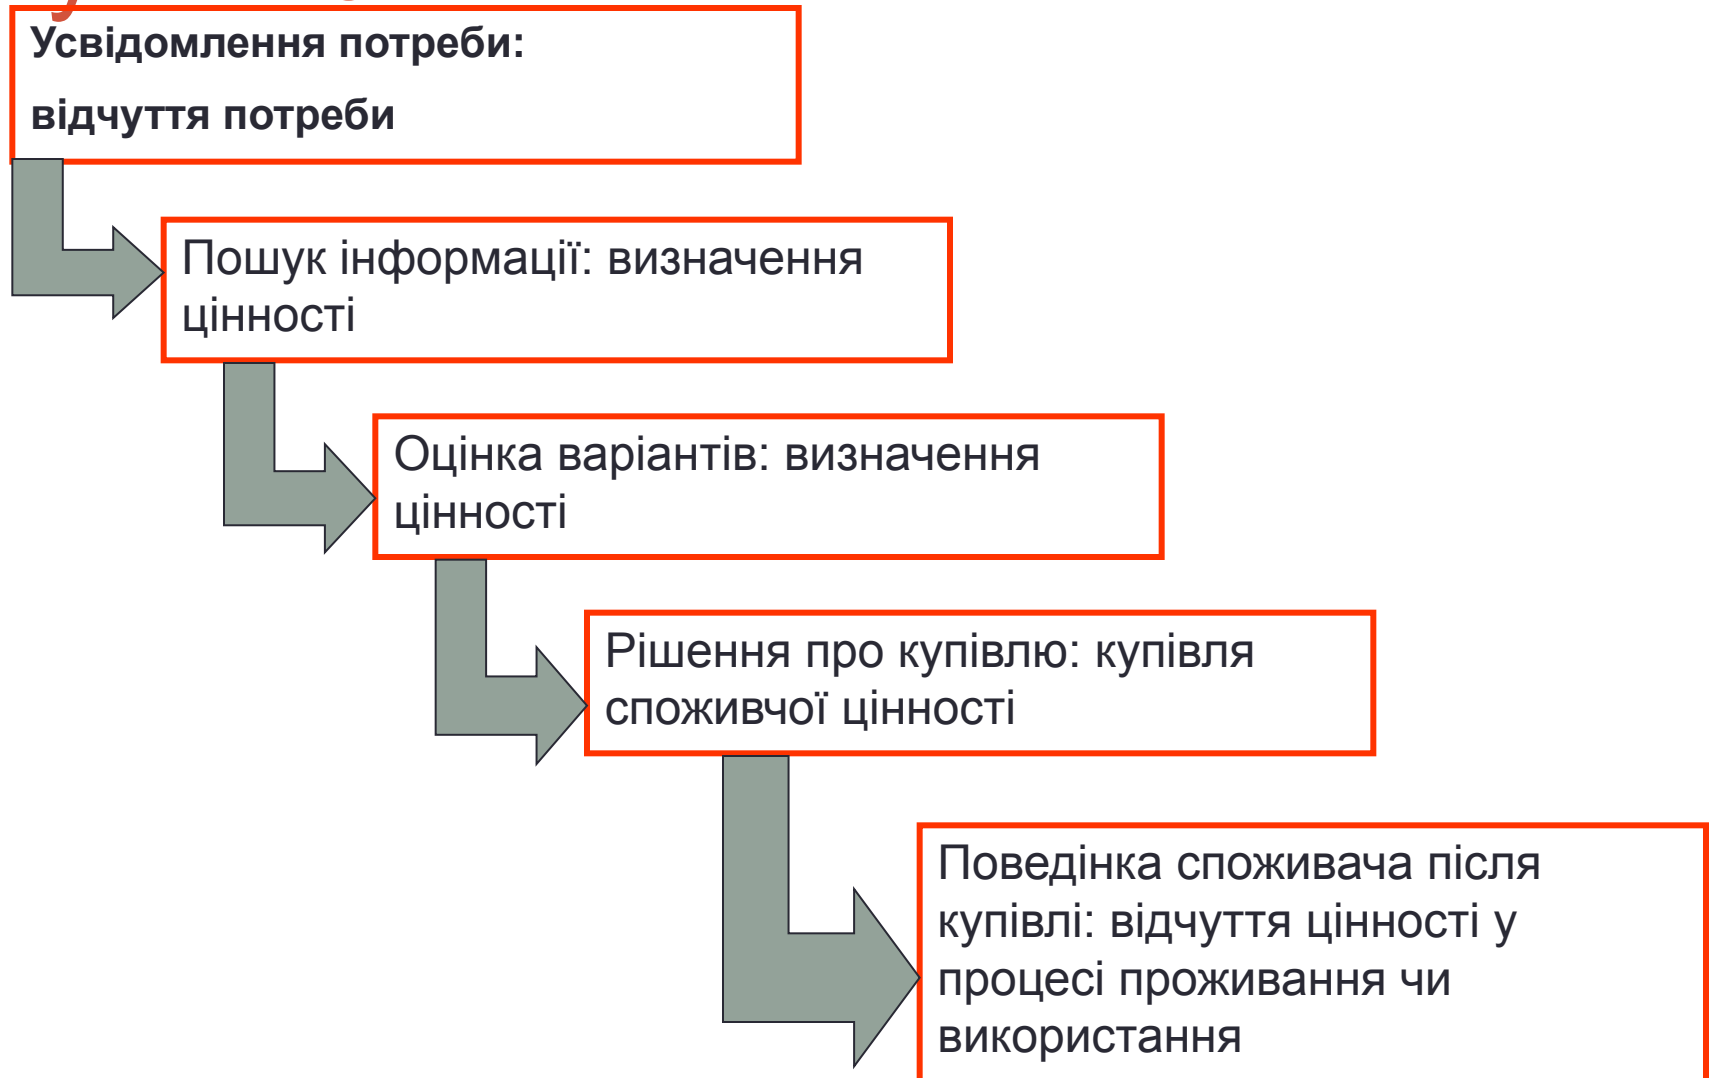 Усвідомлення потреби:
відчуття потреби
Пошук інформації: визначення
цінності
Оцінка варіантів: визначення
цінності
Рішення про купівлю: купівля
споживчої цінності
Поведінка споживача після
купівлі: відчуття цінності у
процесі проживання чи
використання